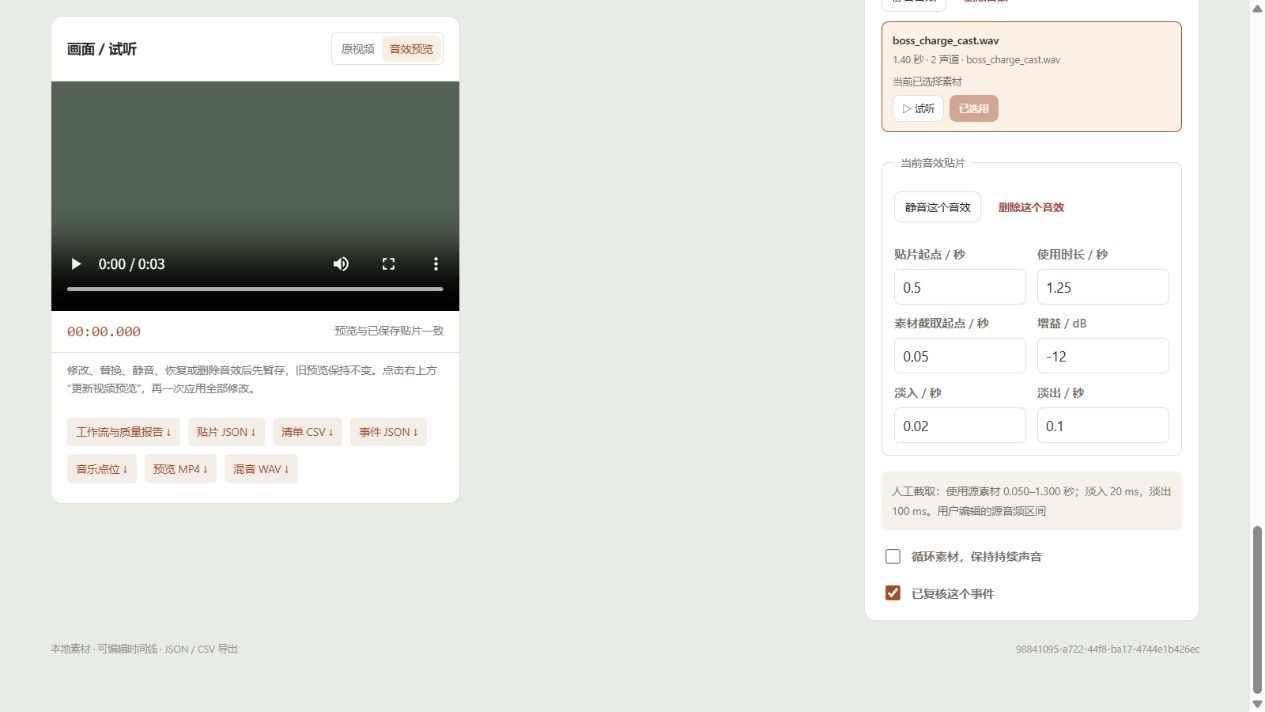 画面 / 试听
原视频
音效预览
0:00 / 0:03
00:00.000
预览与已保存贴片一致
修改、替换、静音、恢复或删除音效后先暂存，旧预览保持不变。点击右上方
“更新视频预览”，再一次应用全部修改。
工作流与质量报告 ↓
贴片 JSON ↓
清单 CSV ↓
事件 JSON ↓
音乐点位 ↓
预览 MP4 ↓
混音 WAV ↓
boss_charge_cast.wav
1.40 秒 · 2 声道 · boss_charge_cast.wav
当前已选择素材
▷ 试听
已选用
当前音效贴片
静音这个音效
删除这个音效
贴片起点 / 秒
使用时长 / 秒
0.5
1.25
素材截取起点 / 秒
增益 / dB
0.05
-12
淡入 / 秒
淡出 / 秒
0.02
0.1
人工截取：使用源素材 0.050–1.300 秒；淡入 20 ms，淡出
100 ms。用户编辑的源音频区间
循环素材，保持持续声音
已复核这个事件
本地素材 · 可编辑时间线 · JSON / CSV 导出
98841095-a722-44f8-ba17-4744e1b426ec